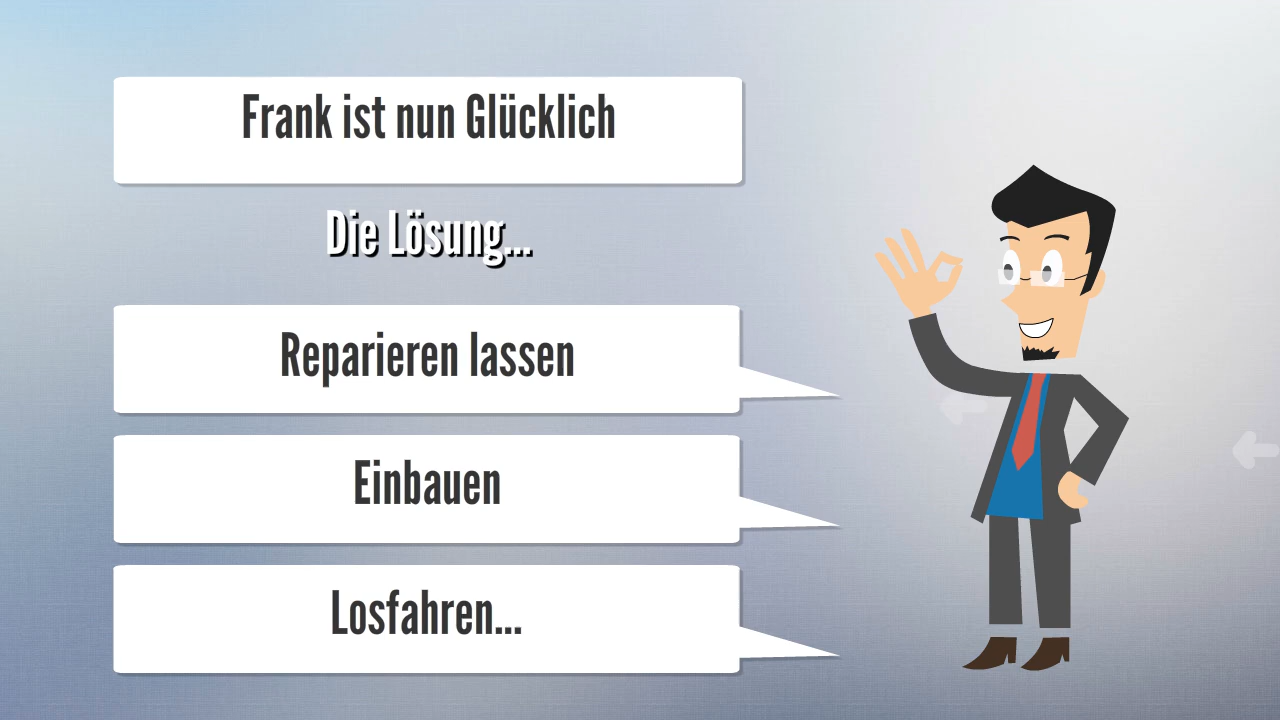 Frank ist nun Glücklich
Die Lösung...
Reparieren lassen
Einbauen
Losfahren...